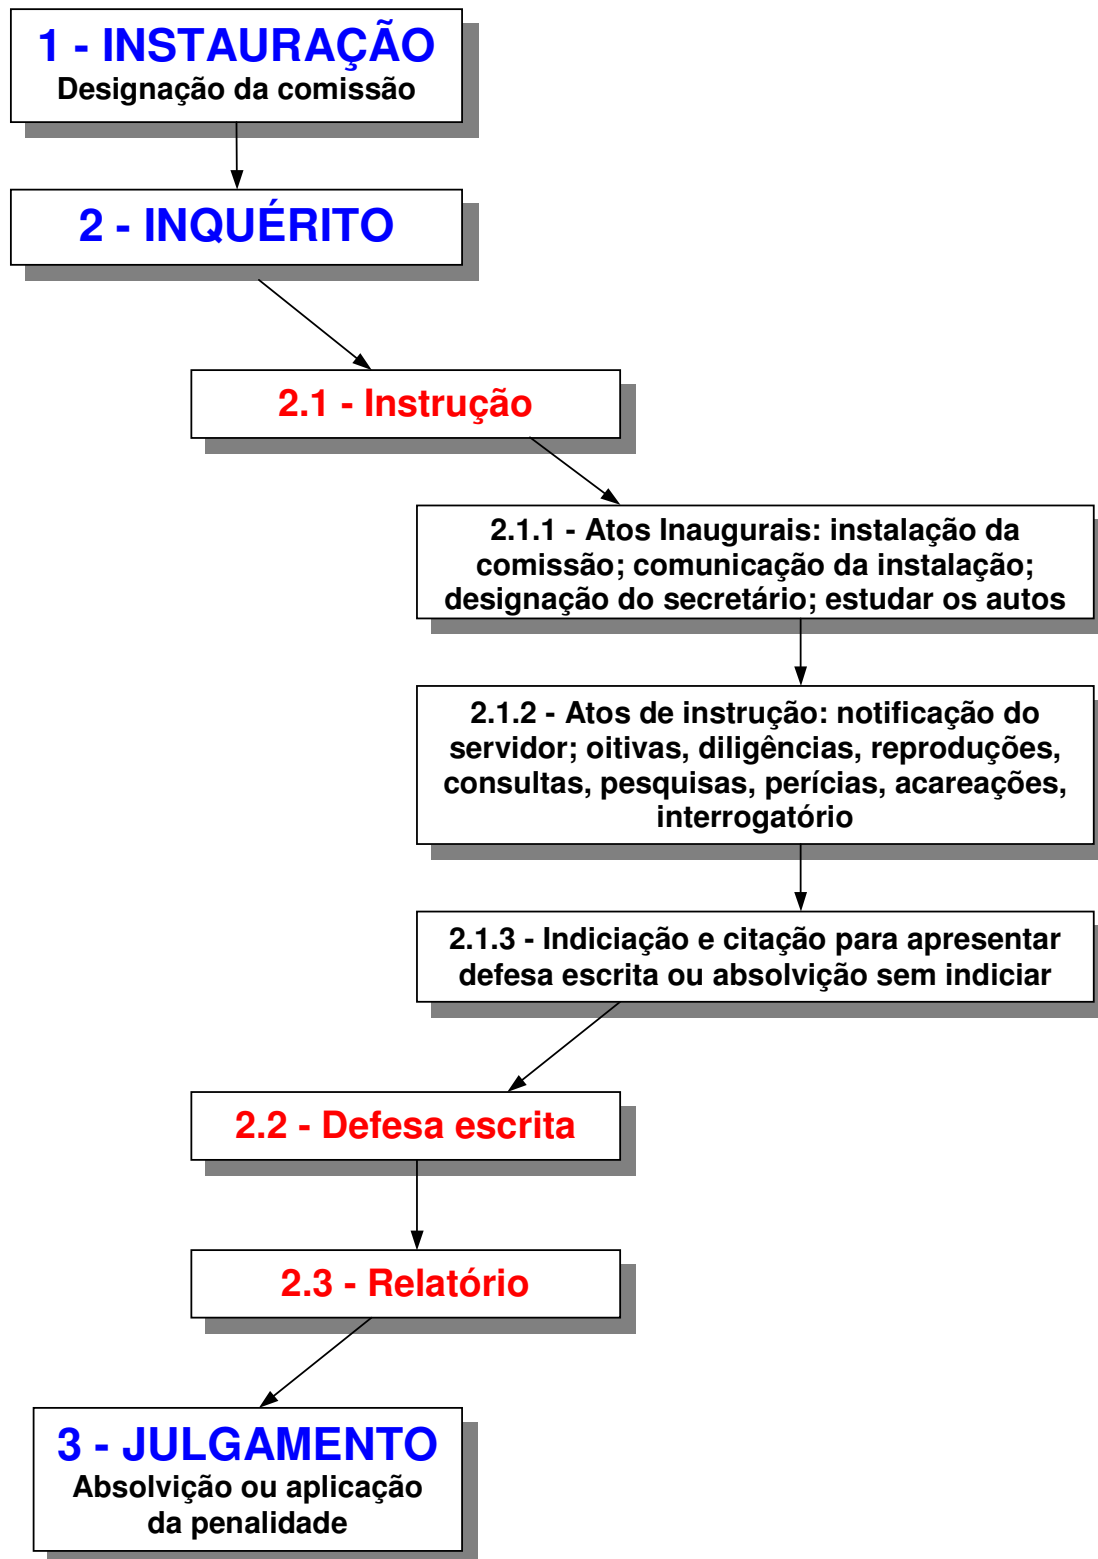 1 - INSTAURAÇÃO
Designação da comissão
2 - INQUÉRITO
2.1 - Instrução
2.1.1 - Atos Inaugurais: instalação da
comissão; comunicação da instalação;
designação do secretário; estudar os autos
2.1.2 - Atos de instrução: notificação do
servidor; oitivas, diligências, reproduções,
consultas, pesquisas, perícias, acareações,
interrogatório
2.1.3 - Indiciação e citação para apresentar
defesa escrita ou absolvição sem indiciar
2.2 - Defesa escrita
2.3 - Relatório
3 - JULGAMENTO
Absolvição ou aplicação
da penalidade